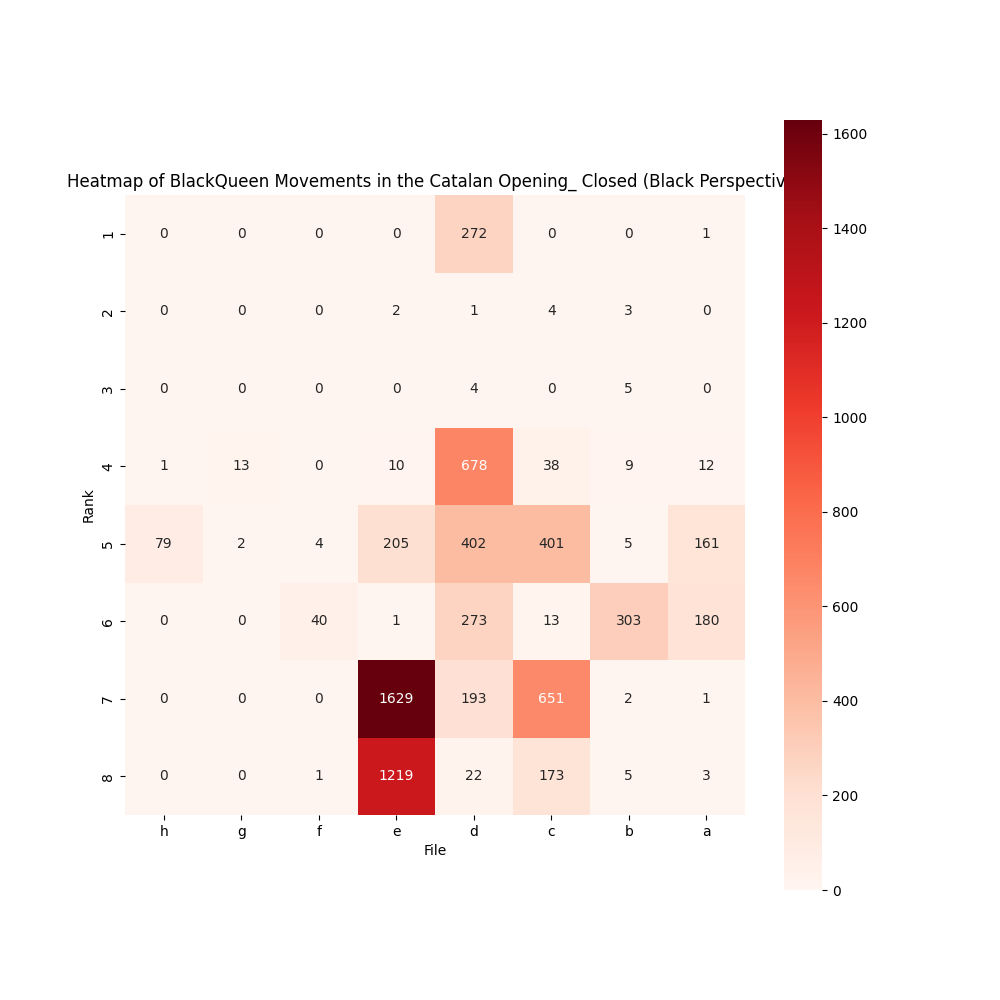 Heatmap of BlackQueen Movements in the Catalan Opening_ Closed (Black Perspectiv
1600
1400
1200
1000
800
600
400
200
0
Rank
1 0 0 0 0 272 0 0 1
2 0 0 0 2 1 4 3 0
3 0 0 0 0 4 0 5 0
4 1 13 0 10 678 38 9 12
5 79 2 4 205 402 401 5 161
6 0 0 40 1 273 13 303 180
7 0 0 0 1629 193 651 2 1
8 0 0 1 1219 22 173 5 3
h g f e d c b a
File